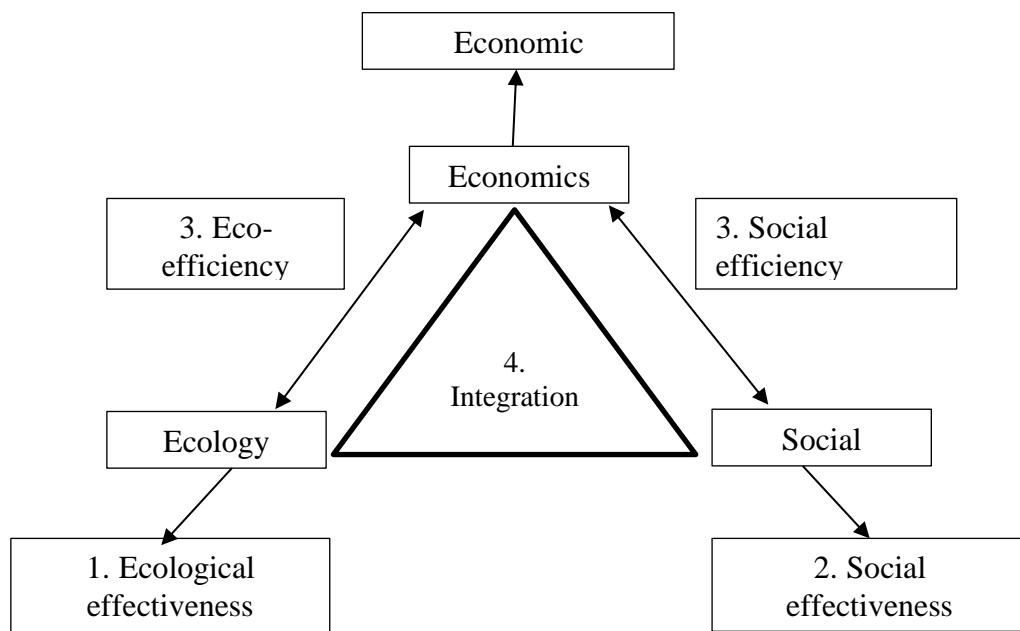 Economic
Economics
3. Eco-
efficiency
3. Social
efficiency
4.
Integration
Ecology
Social
1. Ecological
effectiveness
2. Social
effectiveness